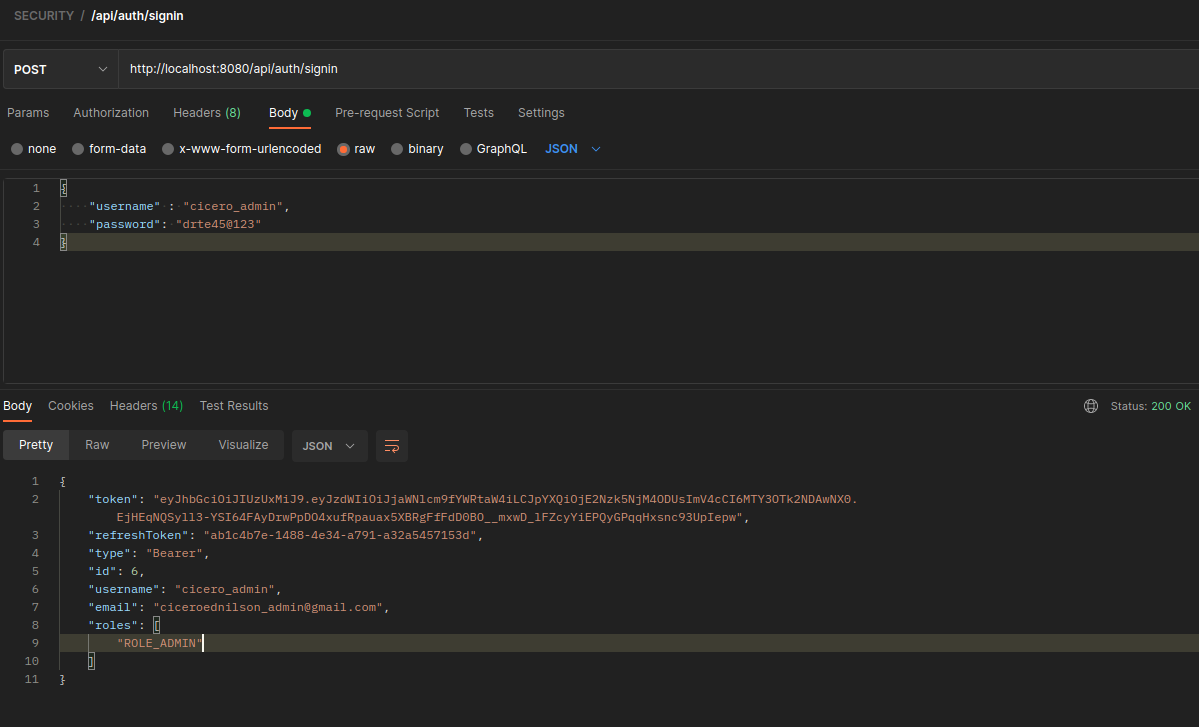 SECURITY / /api/auth/signin
POST http://localhost:8080/api/auth/signin
Params Authorization Headers (8) Body Pre-request Script Tests Settings
none form-data x-www-form-urlencoded raw binary GraphQL JSON
1 {
2 "username" : "cicero_admin",
3 "password": "drte45@123"
4 }
Body Cookies Headers (14) Test Results Status: 200 OK
Pretty Raw Preview Visualize JSON
1 {
2 "token": "eyJhbGciOiJIUzUxMiJ9.eyJzdWIiOiJjaWNlcm9fYWRtaW4iLCJpYXQiOjE2Nzk5NjM4ODUsImV4cCI6MTY3OTk2NDAwNX0.
EjHEqNQSyll3-YSI64FAyDrwPpDO4xufRpauax5XBRgFfFdD0BO__mxwD_lFZcyYiEPQyGPqqHxsnc93UpIepw",
3 "refreshToken": "ab1c4b7e-1488-4e34-a791-a32a5457153d",
4 "type": "Bearer",
5 "id": 6,
6 "username": "cicero_admin",
7 "email": "ciceroednilson_admin@gmail.com",
8 "roles": [
9 "ROLE_ADMIN"
10 ]
11 }